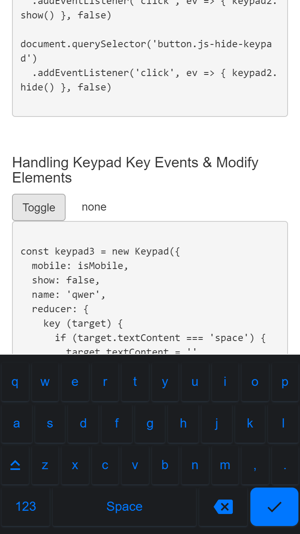 .addEventListener('click', ev => { keypad2.
show() }, false)
document.querySelector('button.js-hide-keypa
d')
.addEventListener('click', ev => { keypad2.
hide() }, false)
Handling Keypad Key Events & Modify
Elements
Toggle none
const keypad3 = new Keypad({
mobile: isMobile,
show: false,
name: 'qwer',
reducer: {
key (target) {
if (target.textContent === 'space') {
target.textContent = ''
q w e r t y u i o p
a s d f g h j k l
z x c v b n m , .
123 Space